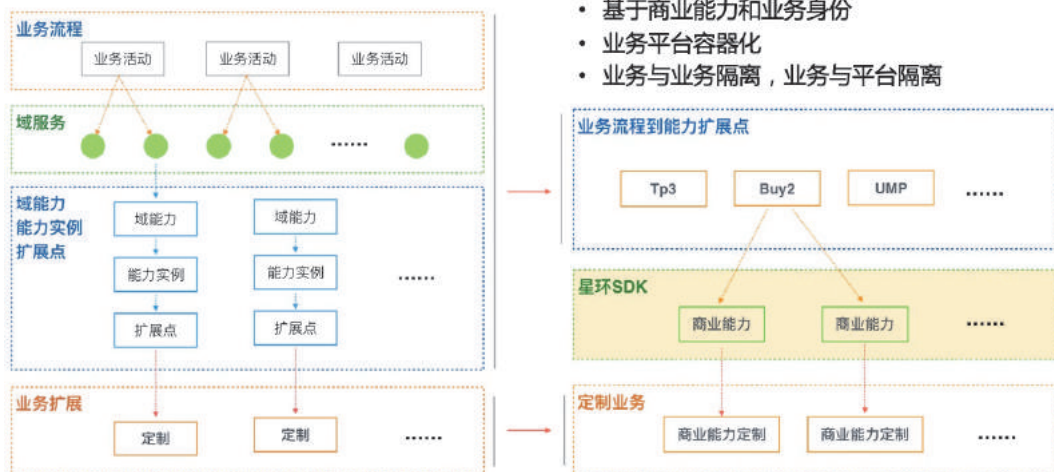 • 基于商业能力和业务身份
• 业务平台容器化
• 业务与业务隔离，业务与平台隔离
业务流程
业务活动 业务活动 业务活动
域服务
......
域能力
能力实例
扩展点
域能力 域能力
能力实例 能力实例 ......
扩展点 扩展点
业务扩展
定制 定制 ......
业务流程到能力扩展点
Tp3 Buy2 UMP ......
星环SDK
商业能力 商业能力 ......
定制业务
商业能力定制 商业能力定制 ......